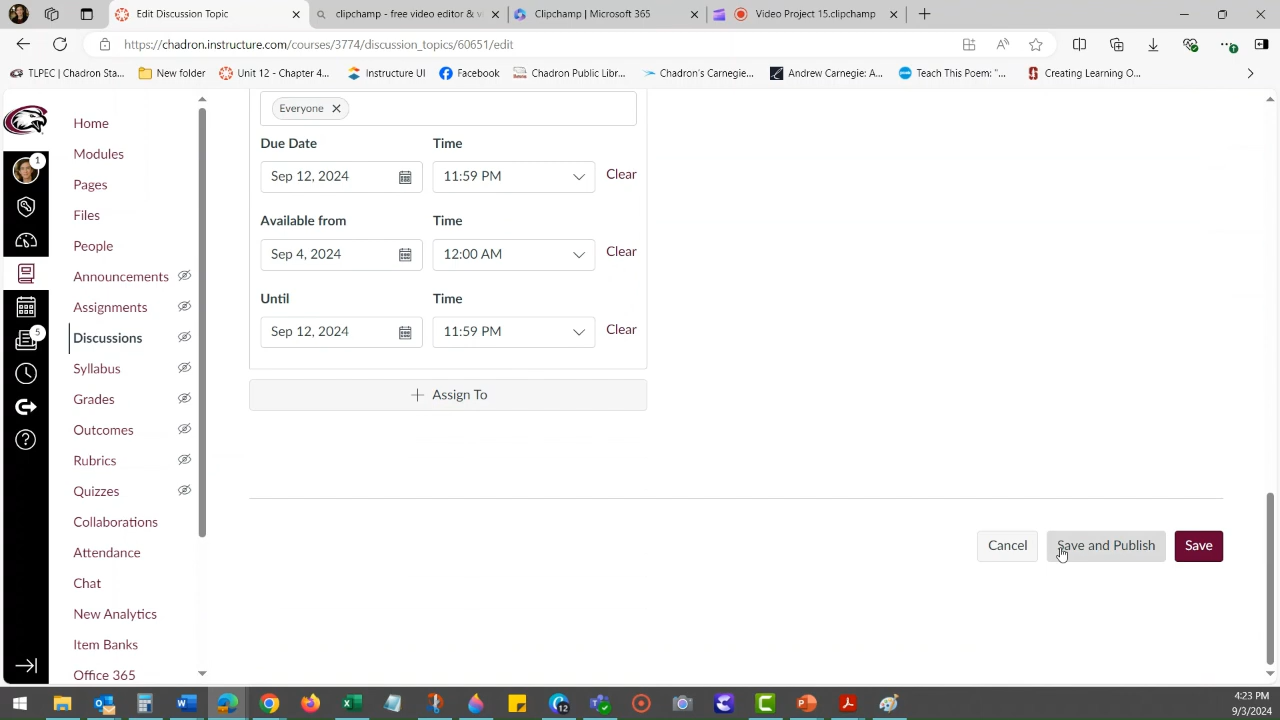 Edit Discussion Topic
clipchamp - free video editor & v
Clipchamp | Microsoft 365
Video Project 15.clipchamp
https://chadron.instructure.com/courses/3774/discussion_topics/60651/edit
TLPEC | Chadron Sta...
New folder
Unit 12 - Chapter 4...
Instructure UI
Facebook
Chadron Public Libr...
Chadron's Carnegie...
Andrew Carnegie: A...
Teach This Poem: "...
Creating Learning O...
1
5
Home
Modules
Pages
Files
People
Announcements
Assignments
Discussions
Syllabus
Grades
Outcomes
Rubrics
Quizzes
Collaborations
Attendance
Chat
New Analytics
Item Banks
Office 365
Everyone
Due Date Time
Sep 12, 2024 11:59 PM Clear
Available from Time
Sep 4, 2024 12:00 AM Clear
Until Time
Sep 12, 2024 11:59 PM Clear
+ Assign To
Cancel Save and Publish Save
12
4:23 PM
9/3/2024